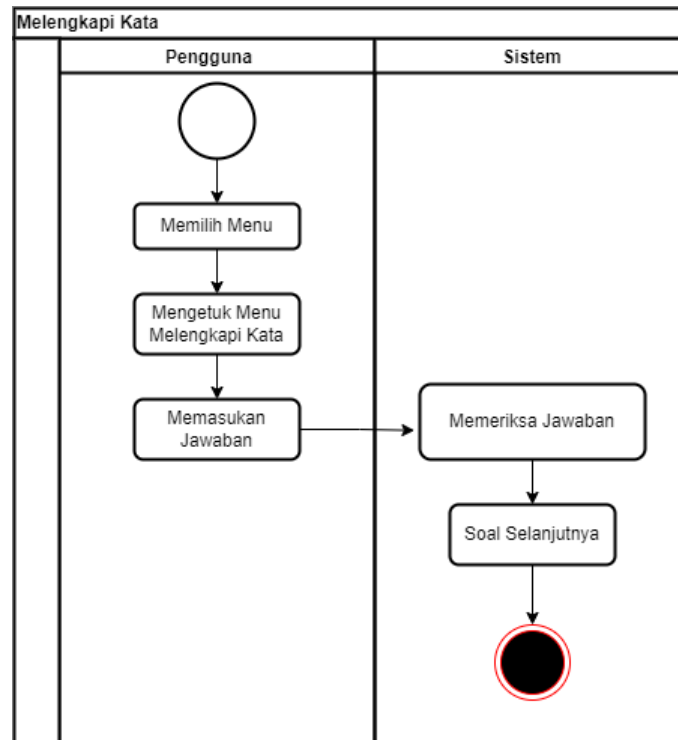 Melengkapi Kata
Pengguna
Sistem
Memilih Menu
Mengetuk Menu
Melengkapi Kata
Memasukan
Jawaban
Memeriksa Jawaban
Soal Selanjutnya